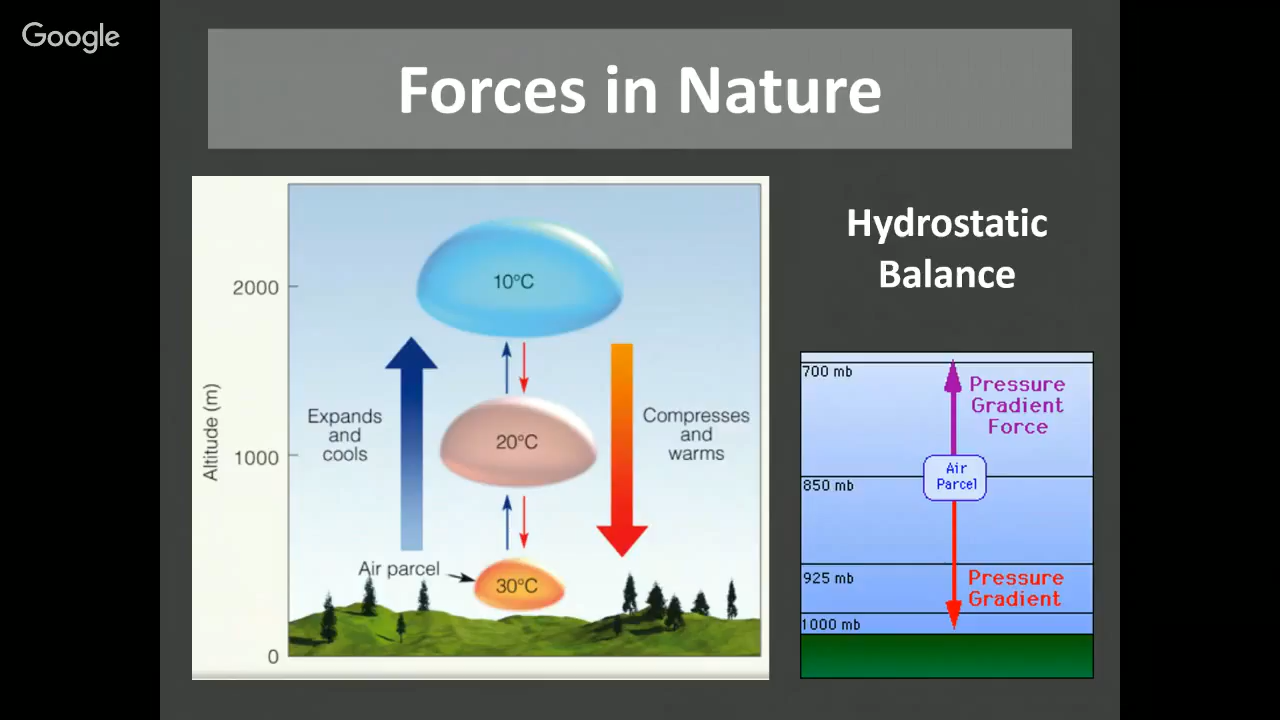 Google
Forces in Nature
Altitude (m)
2000
1000
0
10°C
20°C
30°C
Expands
and
cools
Compresses
and
warms
Air parcel
Hydrostatic
Balance
700 mb
850 mb
925 mb
1000 mb
Pressure
Gradient
Force
Air
Parcel
Pressure
Gradient